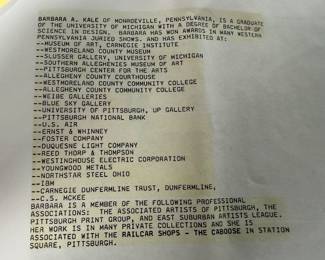 BARBARA A. KALE OF MONROEVILLE, PENNSYLVANIA, IS A GRADUATE
OF THE UNIVERSITY OF MICHIGAN WITH A DEGREE OF BACHELOR OF
SCIENCE IN DESIGN. BARBARA HAS WON AWARDS IN MANY WESTERN
PENNSYLVANIA JURIED SHOWS, AND HAS EXHIBITED AT:
--MUSEUM OF ART, CARNEGIE INSTITUTE
--WESTMORELAND COUNTY MUSEUM
--SLUSSER GALLERY, UNIVERSITY OF MICHIGAN
--SOUTHERN ALLEGHENIES MUSEUM OF ART
--PITTSBURGH CENTER FOR THE ARTS
--ALLEGHENY COUNTY COURTHOUSE
--WESTMORELAND COUNTY COMMUNITY COLLEGE
--ALLEGHENY COUNTY COMMUNITY COLLEGE
--WEIBE GALLERIES
--BLUE SKY GALLERY
--UNIVERSITY OF PITTSBURGH, UP GALLERY
--PITTSBURGH NATIONAL BANK
--U.S. AIR
--ERNST & WHINNEY
--FOSTER COMPANY
--DUQUESNE LIGHT COMPANY
--REED THORP & THOMPSON
--WESTINGHOUSE ELECTRIC CORPORATION
--YOUNGWOOD METALS
--NORTHSTAR STEEL OHIO
--IBM
--CARNEGIE DUNFERMLINE TRUST, DUNFERMLINE,
--C.S. MCKEE
BARBARA IS A MEMBER OF THE FOLLOWING PROFESSIONAL
ASSOCIATIONS: THE ASSOCIATED ARTISTS OF PITTSBURGH, THE
PITTSBURGH PRINT GROUP, AND EAST SUBURBAN ARTISTS LEAGUE.
HER WORK IS IN MANY PRIVATE COLLECTIONS AND SHE IS
ASSOCIATED WITH THE RAILCAR SHOPS - THE CABOOSE IN STATION
SQUARE, PITTSBURGH.